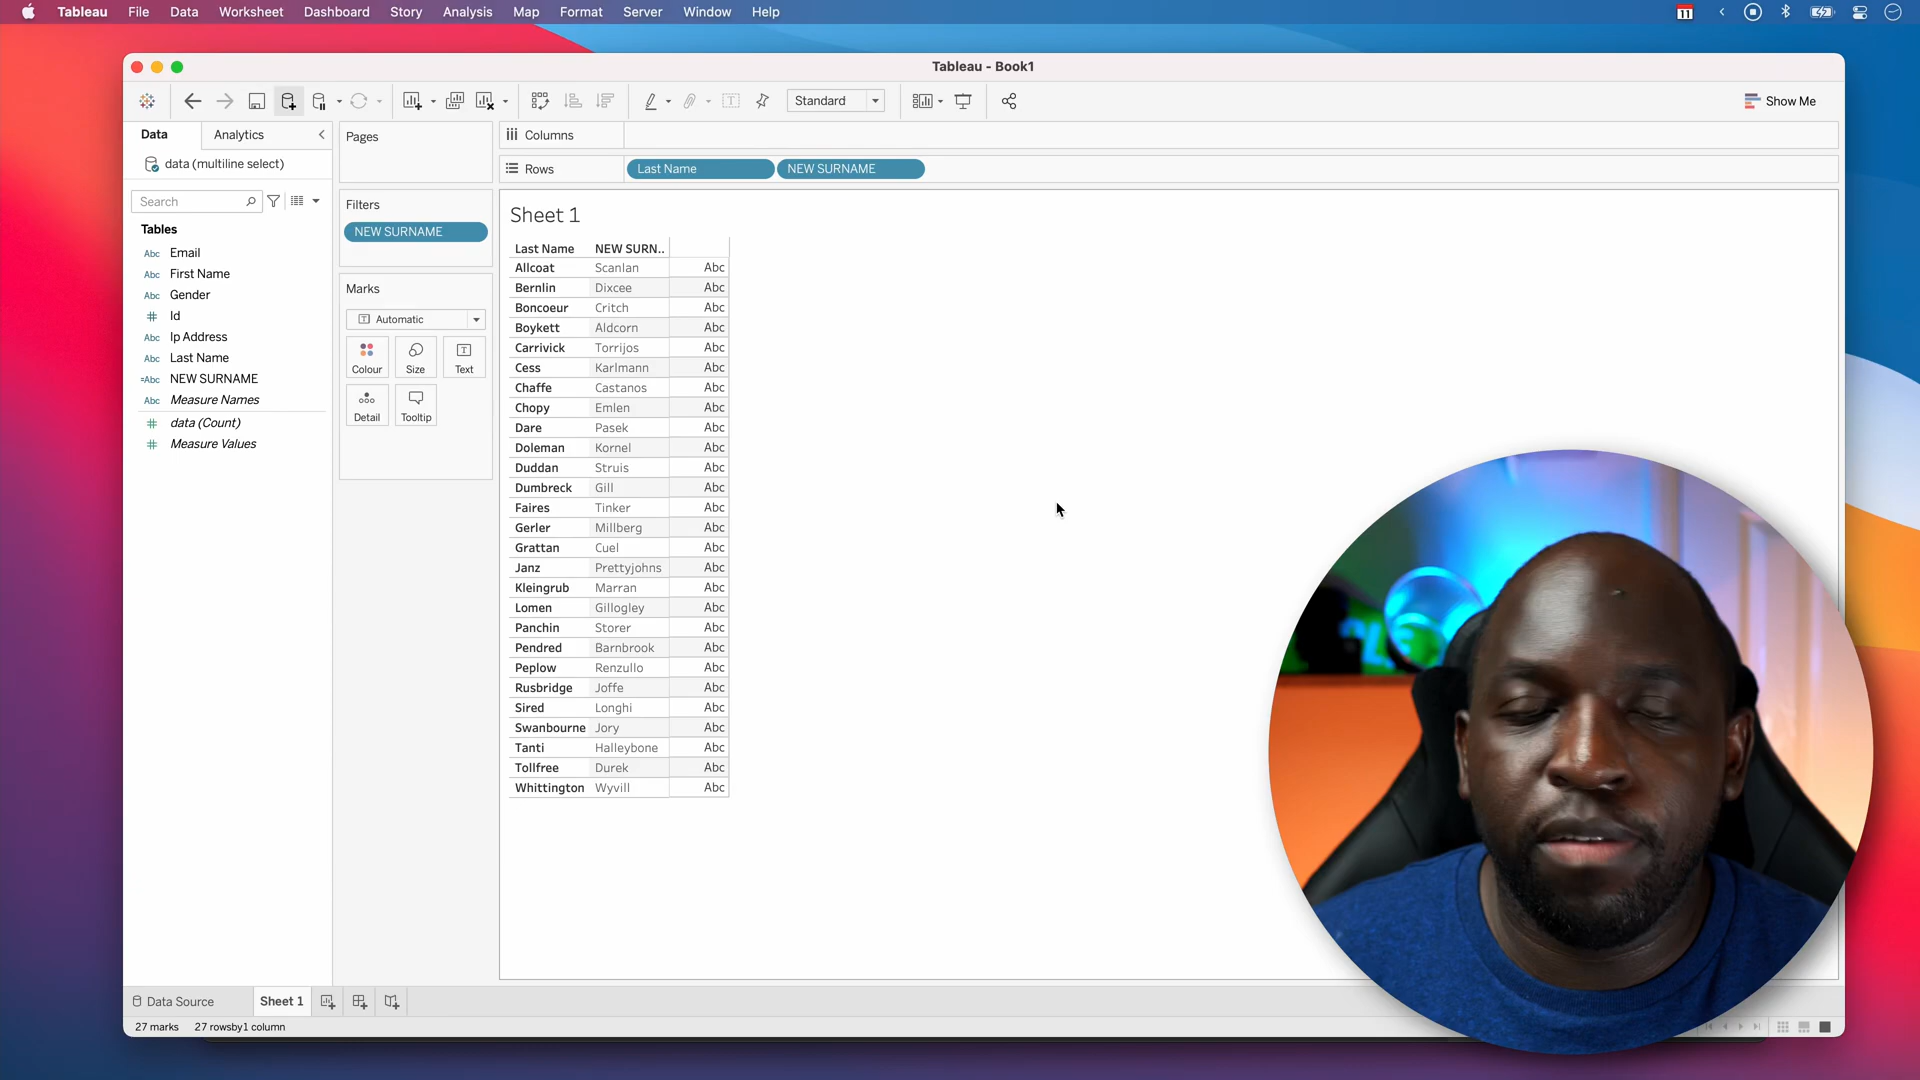 Tableau File Data Worksheet Dashboard Story Analysis Map Format Server Window Help 11
Tableau - Book1
Standard Show Me
Data Analytics
data (multiline select)
Search
Tables
Abc Email
Abc First Name
Abc Gender
# Id
Abc Ip Address
Abc Last Name
=Abc NEW SURNAME
Abc Measure Names
# data (Count)
# Measure Values
Pages
Filters
NEW SURNAME
Marks
Automatic
Colour Size Text
Detail Tooltip
Columns
Rows Last Name NEW SURNAME
Sheet 1
Last Name NEW SURN..
Allcoat Scanlan Abc
Bernlin Dixcee Abc
Boncoeur Critch Abc
Boykett Aldcorn Abc
Carrivick Torrijos Abc
Cess Karlmann Abc
Chaffe Castanos Abc
Chopy Emlen Abc
Dare Pasek Abc
Doleman Kornel Abc
Duddan Struis Abc
Dumbreck Gill Abc
Faires Tinker Abc
Gerler Millberg Abc
Grattan Cuel Abc
Janz Prettyjohns Abc
Kleingrub Marran Abc
Lomen Gillogley Abc
Panchin Storer Abc
Pendred Barnbrook Abc
Peplow Renzullo Abc
Rusbridge Joffe Abc
Sired Longhi Abc
Swanbourne Jory Abc
Tanti Halleybone Abc
Tollfree Durek Abc
Whittington Wyvill Abc
Data Source Sheet 1
27 marks 27 rowsby1 column